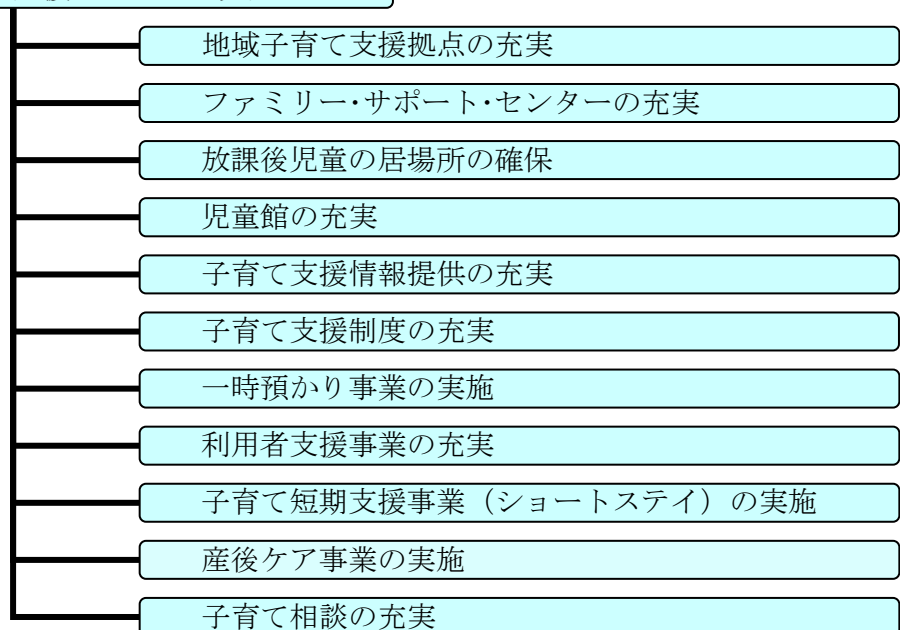 地域子育て支援拠点の充実
ファミリー・サポート・センターの充実
放課後児童の居場所の確保
児童館の充実
子育て支援情報提供の充実
子育て支援制度の充実
一時預かり事業の実施
利用者支援事業の充実
子育て短期支援事業（ショートステイ）の実施
産後ケア事業の実施
子育て相談の充実